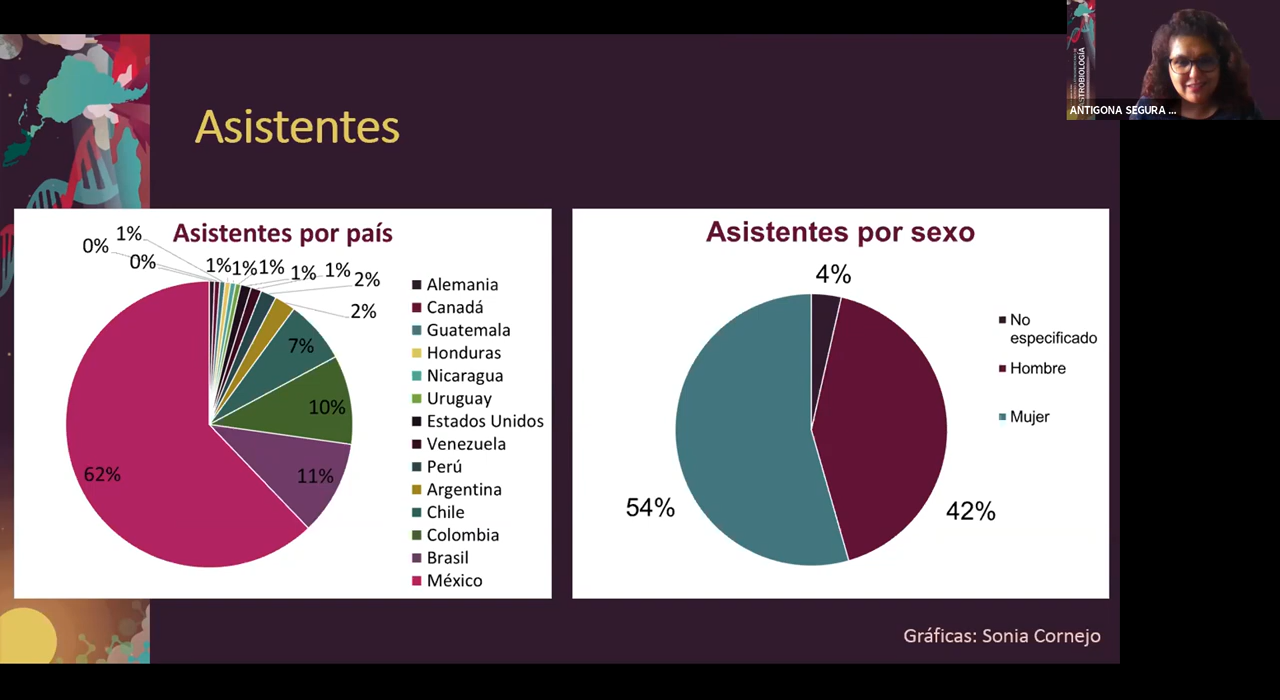 Asistentes
Asistentes por país
0%
1%
0%
1%
1%
1%
1%
1%
2%
2%
7%
10%
11%
62%
Alemania
Canadá
Guatemala
Honduras
Nicaragua
Uruguay
Estados Unidos
Venezuela
Perú
Argentina
Chile
Colombia
Brasil
México
Asistentes por sexo
4%
54%
42%
No
especificado
Hombre
Mujer
Gráficas: Sonia Cornejo
ANTIGONA SEGURA ...